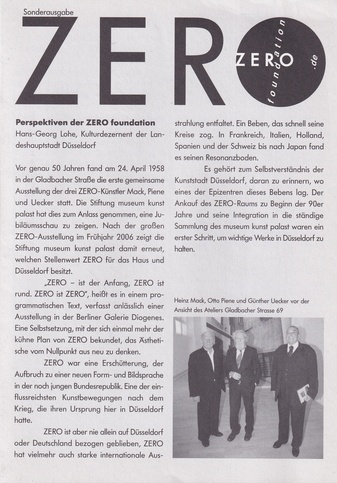 Sonderausgabe
ZERO
ZERO
foundation
.de
Perspektiven der ZERO foundation
Hans-Georg Lohe, Kulturdezernent der Lan-
deshauptstadt Düsseldorf
Vor genau 50 Jahren fand am 24. April 1958
in der Gladbacher Straße die erste gemeinsame
Ausstellung der drei ZERO-Künstler Mack, Piene
und Uecker statt. Die Stiftung museum kunst
palast hat dies zum Anlass genommen, eine Ju-
biläumsschau zu zeigen. Nach der großen
ZERO-Ausstellung im Frühjahr 2006 zeigt die
Stiftung museum kunst palast damit erneut,
welchen Stellenwert ZERO für das Haus und
Düsseldorf besitzt.
„ZERO – ist der Anfang, ZERO ist
rund. ZERO ist ZERO", heißt es in einem pro-
grammatischen Text, verfasst anlässlich einer
Ausstellung in der Berliner Galerie Diogenes.
Eine Selbstsetzung, mit der sich einmal mehr der
kühne Plan von ZERO bekundet, das Ästheti-
sche vom Nullpunkt aus neu zu denken.
ZERO war eine Erschütterung, der
Aufbruch zu einer neuen Form- und Bildsprache
in der noch jungen Bundesrepublik. Eine der ein-
flussreichsten Kunstbewegungen nach dem
Krieg, die ihren Ursprung hier in Düsseldorf
hatte.
ZERO ist aber nie allein auf Düsseldorf
oder Deutschland bezogen geblieben, ZERO
hat vielmehr auch starke internationale Aus-
strahlung entfaltet. Ein Beben, das schnell seine
Kreise zog. In Frankreich, Italien, Holland,
Spanien und der Schweiz bis nach Japan fand
es seinen Resonanzboden.
Es gehört zum Selbstverständnis der
Kunststadt Düsseldorf, daran zu erinnern, wo
eines der Epizentren dieses Bebens lag. Der
Ankauf des ZERO-Raums zu Beginn der 90er
Jahre und seine Integration in die ständige
Sammlung des museum kunst palast waren ein
erster Schritt, um wichtige Werke in Düsseldorf zu
halten.
Heinz Mack, Otto Piene und Günther Uecker vor der
Ansicht des Ateliers Gladbacher Strasse 69